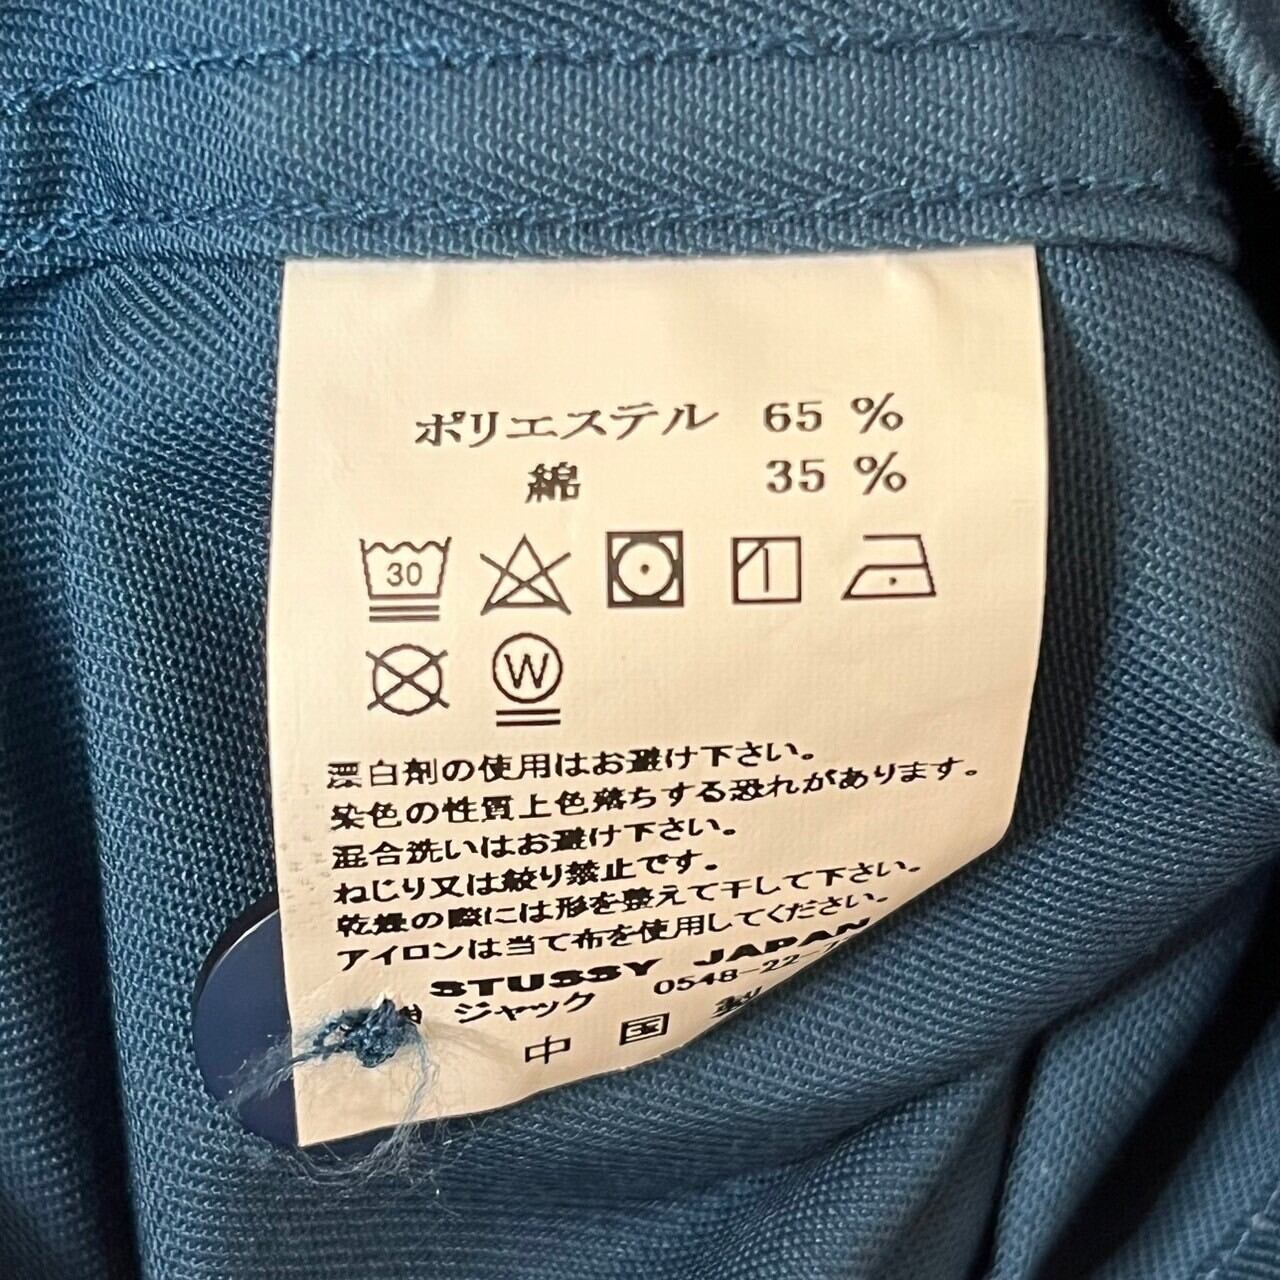 ポリエステル 65 %
綿 35 %
30
W
漂白剤の使用はお避け下さい。
染色の性質上色落ちする恐れがあります。
混合洗いはお避け下さい。
ねじり又は絞り禁止です。
乾燥の際には形を整えて干して下さい。
アイロンは当て布を使用してください。
STUSSY JAPAN
ジャック 0548-22-
中国製